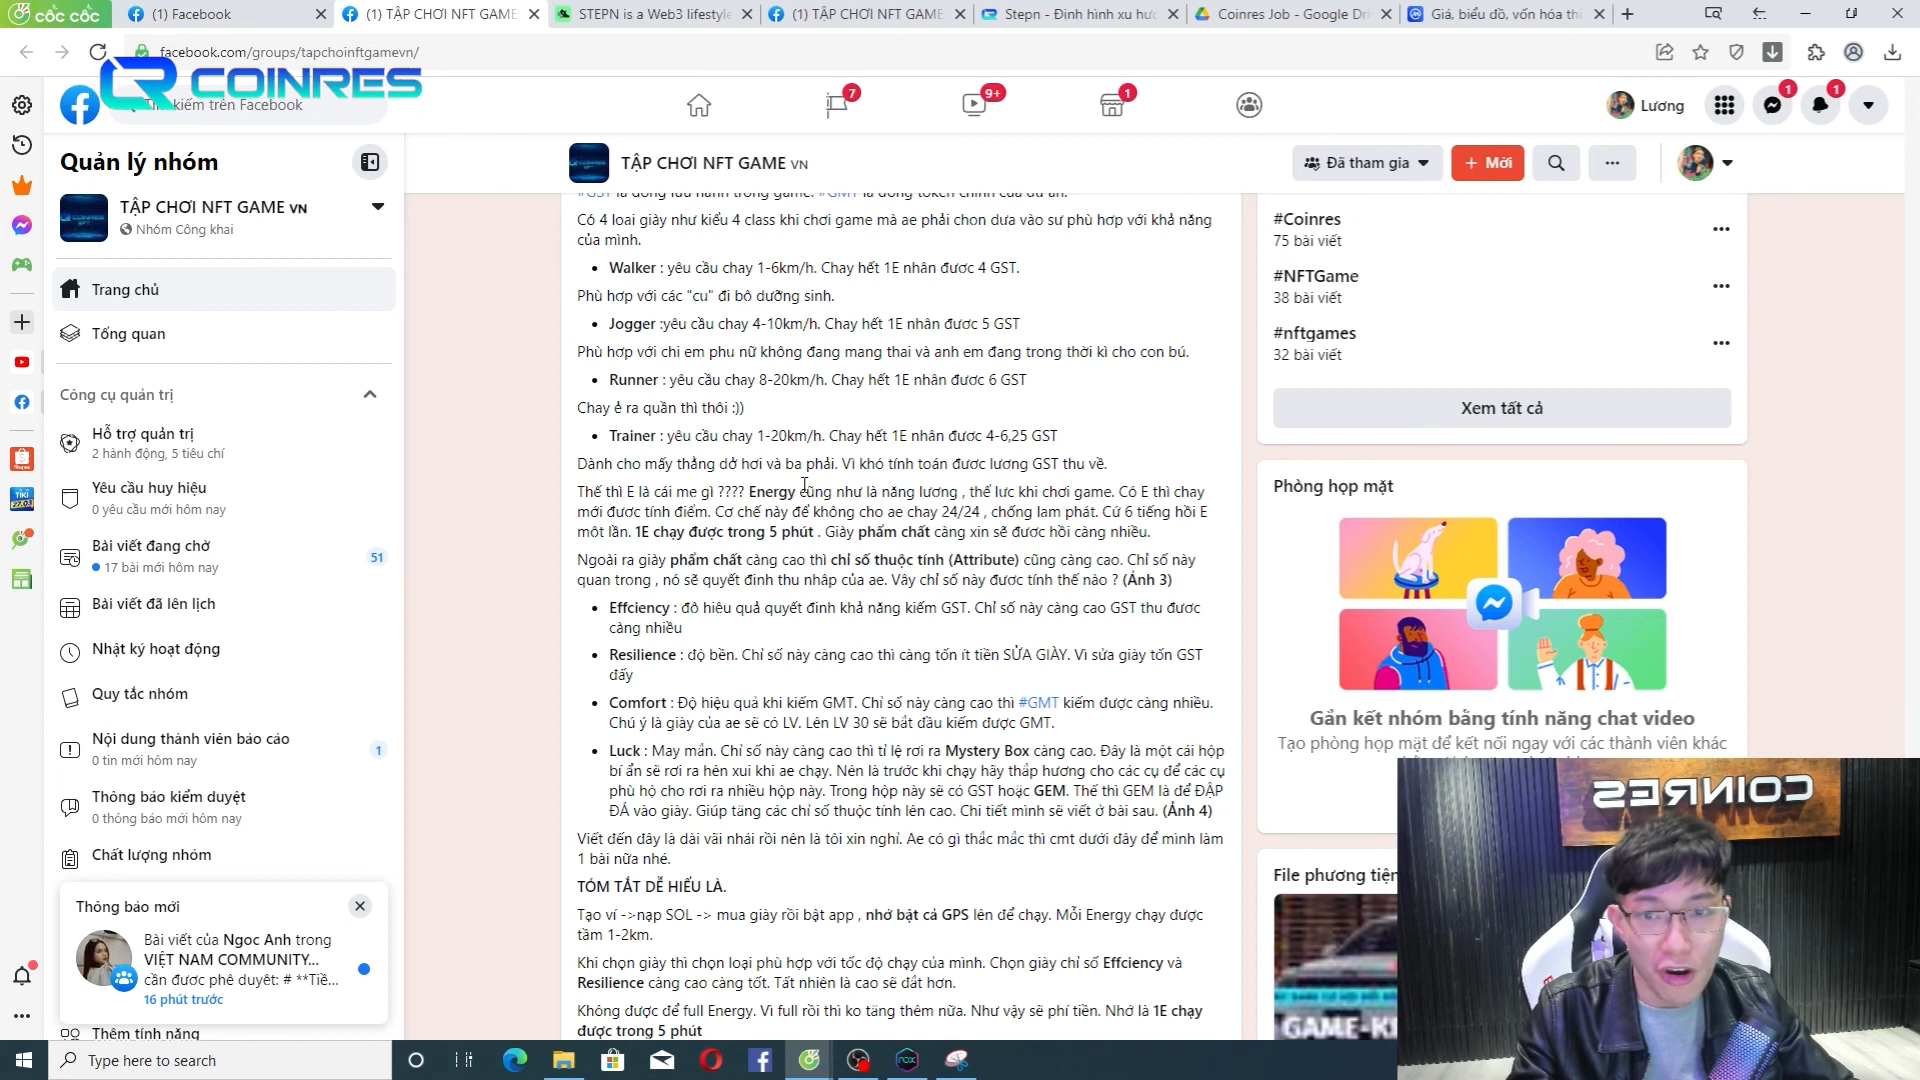 cốc cốc
(1) Facebook
(1) TẬP CHƠI NFT GAME
STEPN is a Web3 lifestyle
(1) TẬP CHƠI NFT GAME
Stepn - Định hình xu hư
Coinres Job - Google Dri
Giá, biểu đồ, vốn hóa th
facebook.com/groups/tapchoinftgamevn/
COINRES
Tìm kiếm trên Facebook
7
9+
1
Lương
1
1
Quản lý nhóm
TẬP CHƠI NFT GAME VN
Nhóm Công khai
Trang chủ
Tổng quan
Công cụ quản trị
Hỗ trợ quản trị
2 hành động, 5 tiêu chí
Yêu cầu huy hiệu
0 yêu cầu mới hôm nay
Bài viết đang chờ
17 bài mới hôm nay
51
Bài viết đã lên lịch
Nhật ký hoạt động
Quy tắc nhóm
Nội dung thành viên báo cáo
0 tin mới hôm nay
1
Thông báo kiểm duyệt
0 thông báo mới hôm nay
Chất lượng nhóm
Thông báo mới
Bài viết của Ngoc Anh trong
VIỆT NAM COMMUNITY...
cần được phê duyệt: # **Tiề...
16 phút trước
Thêm tính năng
TẬP CHƠI NFT GAME VN
Đã tham gia
+ Mời
#GST là đồng lưu hành trong game. #GMT là đồng token chính của dự án.
Có 4 loại giày như kiểu 4 class khi chơi game mà ae phải chọn dựa vào sự phù hợp với khả năng
của mình.
• Walker : yêu cầu chạy 1-6km/h. Chạy hết 1E nhận được 4 GST.
Phù hợp với các "cụ" đi bộ dưỡng sinh.
• Jogger :yêu cầu chạy 4-10km/h. Chạy hết 1E nhận được 5 GST
Phù hợp với chị em phụ nữ không đang mang thai và anh em đang trong thời kì cho con bú.
• Runner : yêu cầu chạy 8-20km/h. Chạy hết 1E nhận được 6 GST
Chạy ẻ ra quần thì thôi :))
• Trainer : yêu cầu chạy 1-20km/h. Chạy hết 1E nhận được 4-6,25 GST
Dành cho mấy thằng dở hơi và ba phải. Vì khó tính toán được lượng GST thu về.
Thế thì E là cái mẹ gì ???? Energy cũng như là năng lượng , thể lực khi chơi game. Có E thì chạy
mới được tính điểm. Cơ chế này để không cho ae chạy 24/24 , chống lạm phát. Cứ 6 tiếng hồi E
một lần. 1E chạy được trong 5 phút . Giày phẩm chất càng xịn sẽ được hồi càng nhiều.
Ngoài ra giày phẩm chất càng cao thì chỉ số thuộc tính (Attribute) cũng càng cao. Chỉ số này
quan trọng , nó sẽ quyết định thu nhập của ae. Vậy chỉ số này được tính thế nào ? (Ảnh 3)
• Effciency : độ hiệu quả quyết định khả năng kiếm GST. Chỉ số này càng cao GST thu được
càng nhiều
• Resilience : độ bền. Chỉ số này càng cao thì càng tốn ít tiền SỬA GIÀY. Vì sửa giày tốn GST
đấy
• Comfort : Độ hiệu quả khi kiếm GMT. Chỉ số này càng cao thì #GMT kiếm được càng nhiều.
Chú ý là giày của ae sẽ có LV. Lên LV 30 sẽ bắt đầu kiếm được GMT.
• Luck : May mắn. Chỉ số này càng cao thì tỉ lệ rơi ra Mystery Box càng cao. Đây là một cái hộp
bí ẩn sẽ rơi ra hên xui khi ae chạy. Nên là trước khi chạy hãy thắp hương cho các cụ để các cụ
phù hộ cho rơi ra nhiều hộp này. Trong hộp này sẽ có GST hoặc GEM. Thế thì GEM là để ĐẬP
ĐÁ vào giày. Giúp tăng các chỉ số thuộc tính lên cao. Chi tiết mình sẽ viết ở bài sau. (Ảnh 4)
Viết đến đây là dài vãi nhái rồi nên là tôi xin nghỉ. Ae có gì thắc mắc thì cmt dưới đây để mình làm
1 bài nữa nhé.
TÓM TẮT DỄ HIỂU LÀ.
Tạo ví ->nạp SOL -> mua giày rồi bật app , nhớ bật cả GPS lên để chạy. Mỗi Energy chạy được
tầm 1-2km.
Khi chọn giày thì chọn loại phù hợp với tốc độ chạy của mình. Chọn giày chỉ số Effciency và
Resilience càng cao càng tốt. Tất nhiên là cao sẽ đắt hơn.
Không được để full Energy. Vì full rồi thì ko tăng thêm nữa. Như vậy sẽ phí tiền. Nhớ là 1E chạy
được trong 5 phút
#Coinres
75 bài viết
#NFTGame
38 bài viết
#nftgames
32 bài viết
Xem tất cả
Phòng họp mặt
Gắn kết nhóm bằng tính năng chat video
Tạo phòng họp mặt để kết nối ngay với các thành viên khác
File phương tiện
COINRES
Type here to search